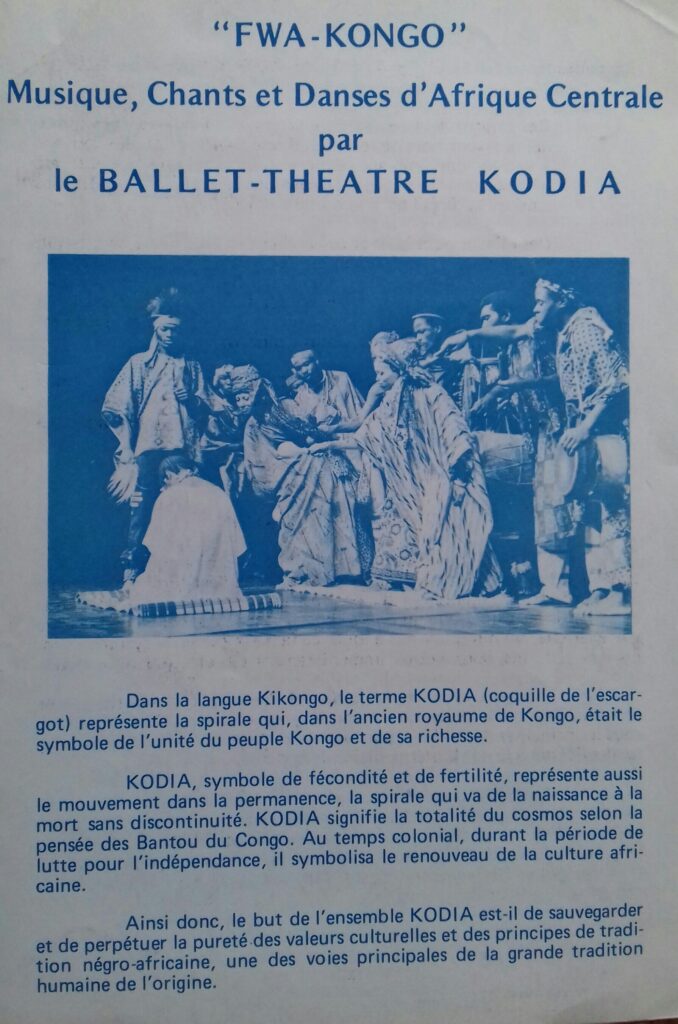 “FWA-KONGO”
Musique, Chants et Danses d’Afrique Centrale
par
le BALLET-THEATRE KODIA
Dans la langue Kikongo, le terme KODIA (coquille de l’escar-
got) représente la spirale qui, dans l’ancien royaume de Kongo, était le
symbole de l’unité du peuple Kongo et de sa richesse.
KODIA, symbole de fécondité et de fertilité, représente aussi
le mouvement dans la permanence, la spirale qui va de la naissance à la
mort sans discontinuité. KODIA signifie la totalité du cosmos selon la
pensée des Bantou du Congo. Au temps colonial, durant la période de
lutte pour l’indépendance, il symbolisa le renouveau de la culture afri-
caine.
Ainsi donc, le but de l’ensemble KODIA est-il de sauvegarder
et de perpétuer la pureté des valeurs culturelles et des principes de tradi-
tion négro-africaine, une des voies principales de la grande tradition
humaine de l’origine.